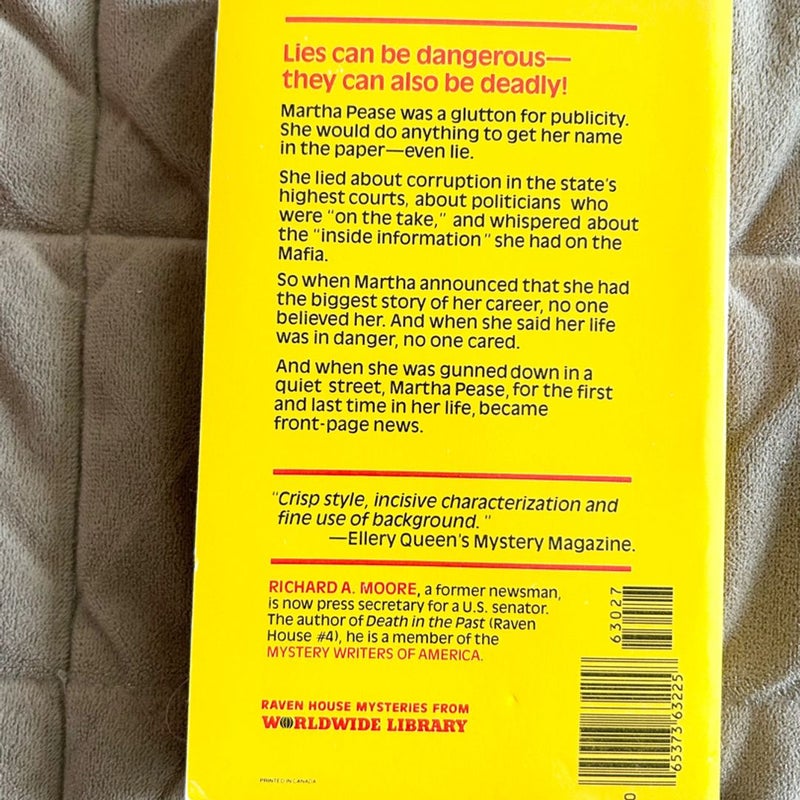 Lies can be dangerous—
they can also be deadly!
Martha Pease was a glutton for publicity.
She would do anything to get her name
in the paper—even lie.
She lied about corruption in the state's
highest courts, about politicians who
were "on the take," and whispered about
the "inside information" she had on the
Mafia.
So when Martha announced that she had
the biggest story of her career, no one
believed her. And when she said her life
was in danger, no one cared.
And when she was gunned down in a
quiet street, Martha Pease, for the first
and last time in her life, became
front-page news.
"Crisp style, incisive characterization and
fine use of background."
—Ellery Queen's Mystery Magazine.
RICHARD A. MOORE, a former newsman,
is now press secretary for a U.S. senator.
The author of Death in the Past (Raven
House #4), he is a member of the
MYSTERY WRITERS OF AMERICA.
63027
65373 63225
0
RAVEN HOUSE MYSTERIES FROM
WORLDWIDE LIBRARY
PRINTED IN CANADA